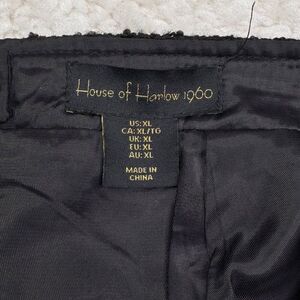 House of Harlow 1960
US: XL
CA: XL/TG
UK: XL
EU: XL
AU: XL
MADE IN
CHINA